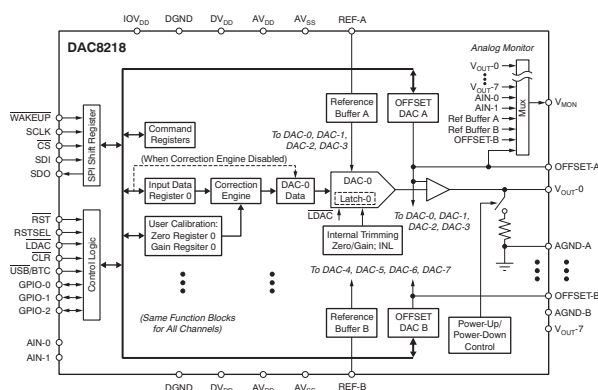 IOVDD DGND DVDD AVDD AVSS REF-A
DAC8218
Analog Monitor
VOUT-0
VOUT-7
AIN-0
AIN-1
Ref Buffer A
Ref Buffer B
OFFSET-B
Mux
VMON
WAKEUP
SCLK
CS
SDI
SDO
SPI Shift Register
Command
Registers
Reference
Buffer A
OFFSET
DAC A
To DAC-0, DAC-1,
DAC-2, DAC-3
OFFSET-A
(When Correction Engine Disabled)
Input Data
Register 0
Correction
Engine
DAC-0
Data
DAC-0
Latch-0
LDAC
VOUT-0
To DAC-0, DAC-1,
DAC-2, DAC-3
RST
RSTSEL
LDAC
CLR
USB/BTC
GPIO-0
GPIO-1
GPIO-2
Control Logic
User Calibration:
Zero Register 0
Gain Register 0
Internal Trimming
Zero/Gain; INL
AGND-A
To DAC-4, DAC-5, DAC-6, DAC-7
OFFSET-B
(Same Function Blocks
for All Channels)
Reference
Buffer B
OFFSET
DAC B
Power-Up/
Power-Down
Control
AGND-B
VOUT-7
AIN-0
AIN-1
DGND DVDD AVDD AVSS REF-B